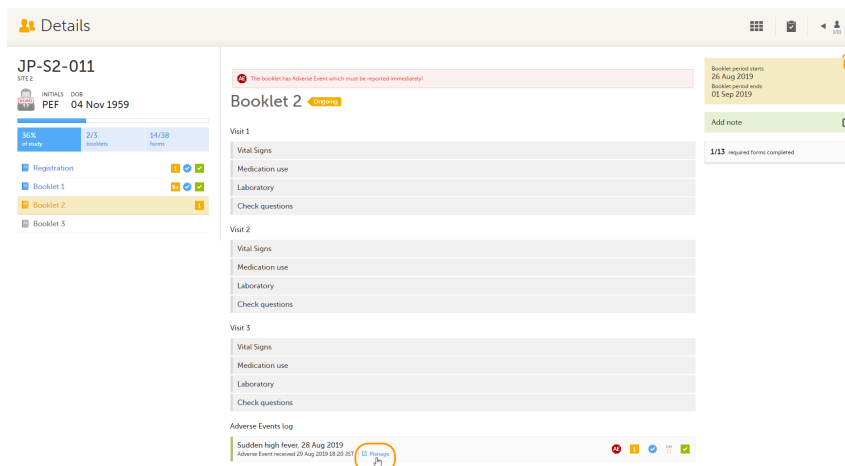 Details
JP-S2-011
SITE 2
INITIALS DOB
PEF 04 Nov 1959
36% 2/3 14/38
of study booklets forms
Registration 1
Booklet 1
Booklet 2 1
Booklet 3
AE The booklet has Adverse Event which must be reported immediately!
Booklet 2 Ongoing
Visit 1
Vital Signs
Medication use
Laboratory
Check questions
Visit 2
Vital Signs
Medication use
Laboratory
Check questions
Visit 3
Vital Signs
Medication use
Laboratory
Check questions
Adverse Events log
Sudden high fever, 28 Aug 2019
Adverse Event received 29 Aug 2019 18:20 JST Manage
AE 1
Booklet period starts
26 Aug 2019
Booklet period ends
01 Sep 2019
Add note
1/13 required forms completed